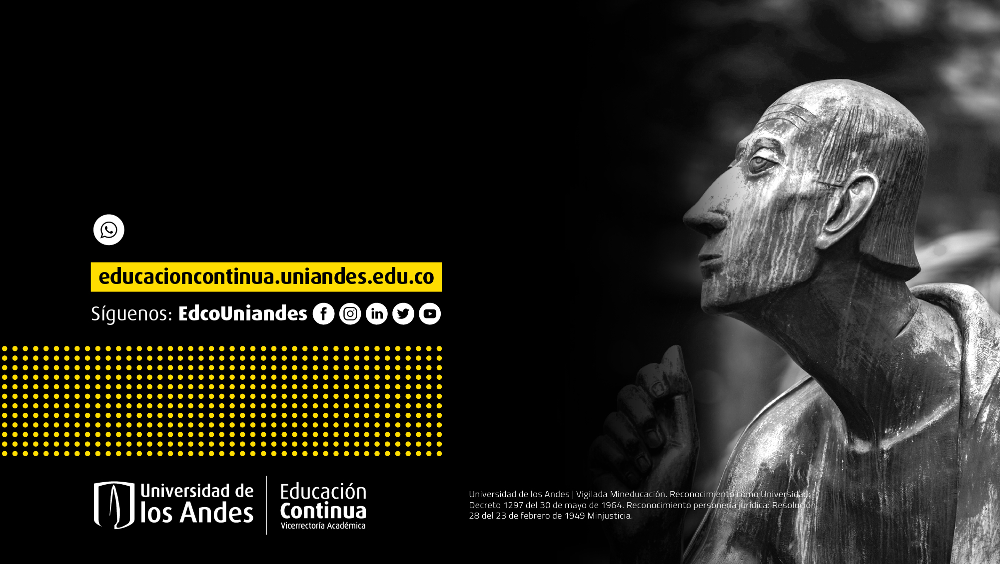 educacioncontinua.uniandes.edu.co
Síguenos: EdcoUniandes
Universidad de
los Andes
Educación
Continua
Vicerrectoría Académica
Universidad de los Andes | Vigilada Mineducación. Reconocimiento como Universidad:
Decreto 1297 del 30 de mayo de 1964. Reconocimiento personería jurídica: Resolución
28 del 23 de febrero de 1949 Minjusticia.